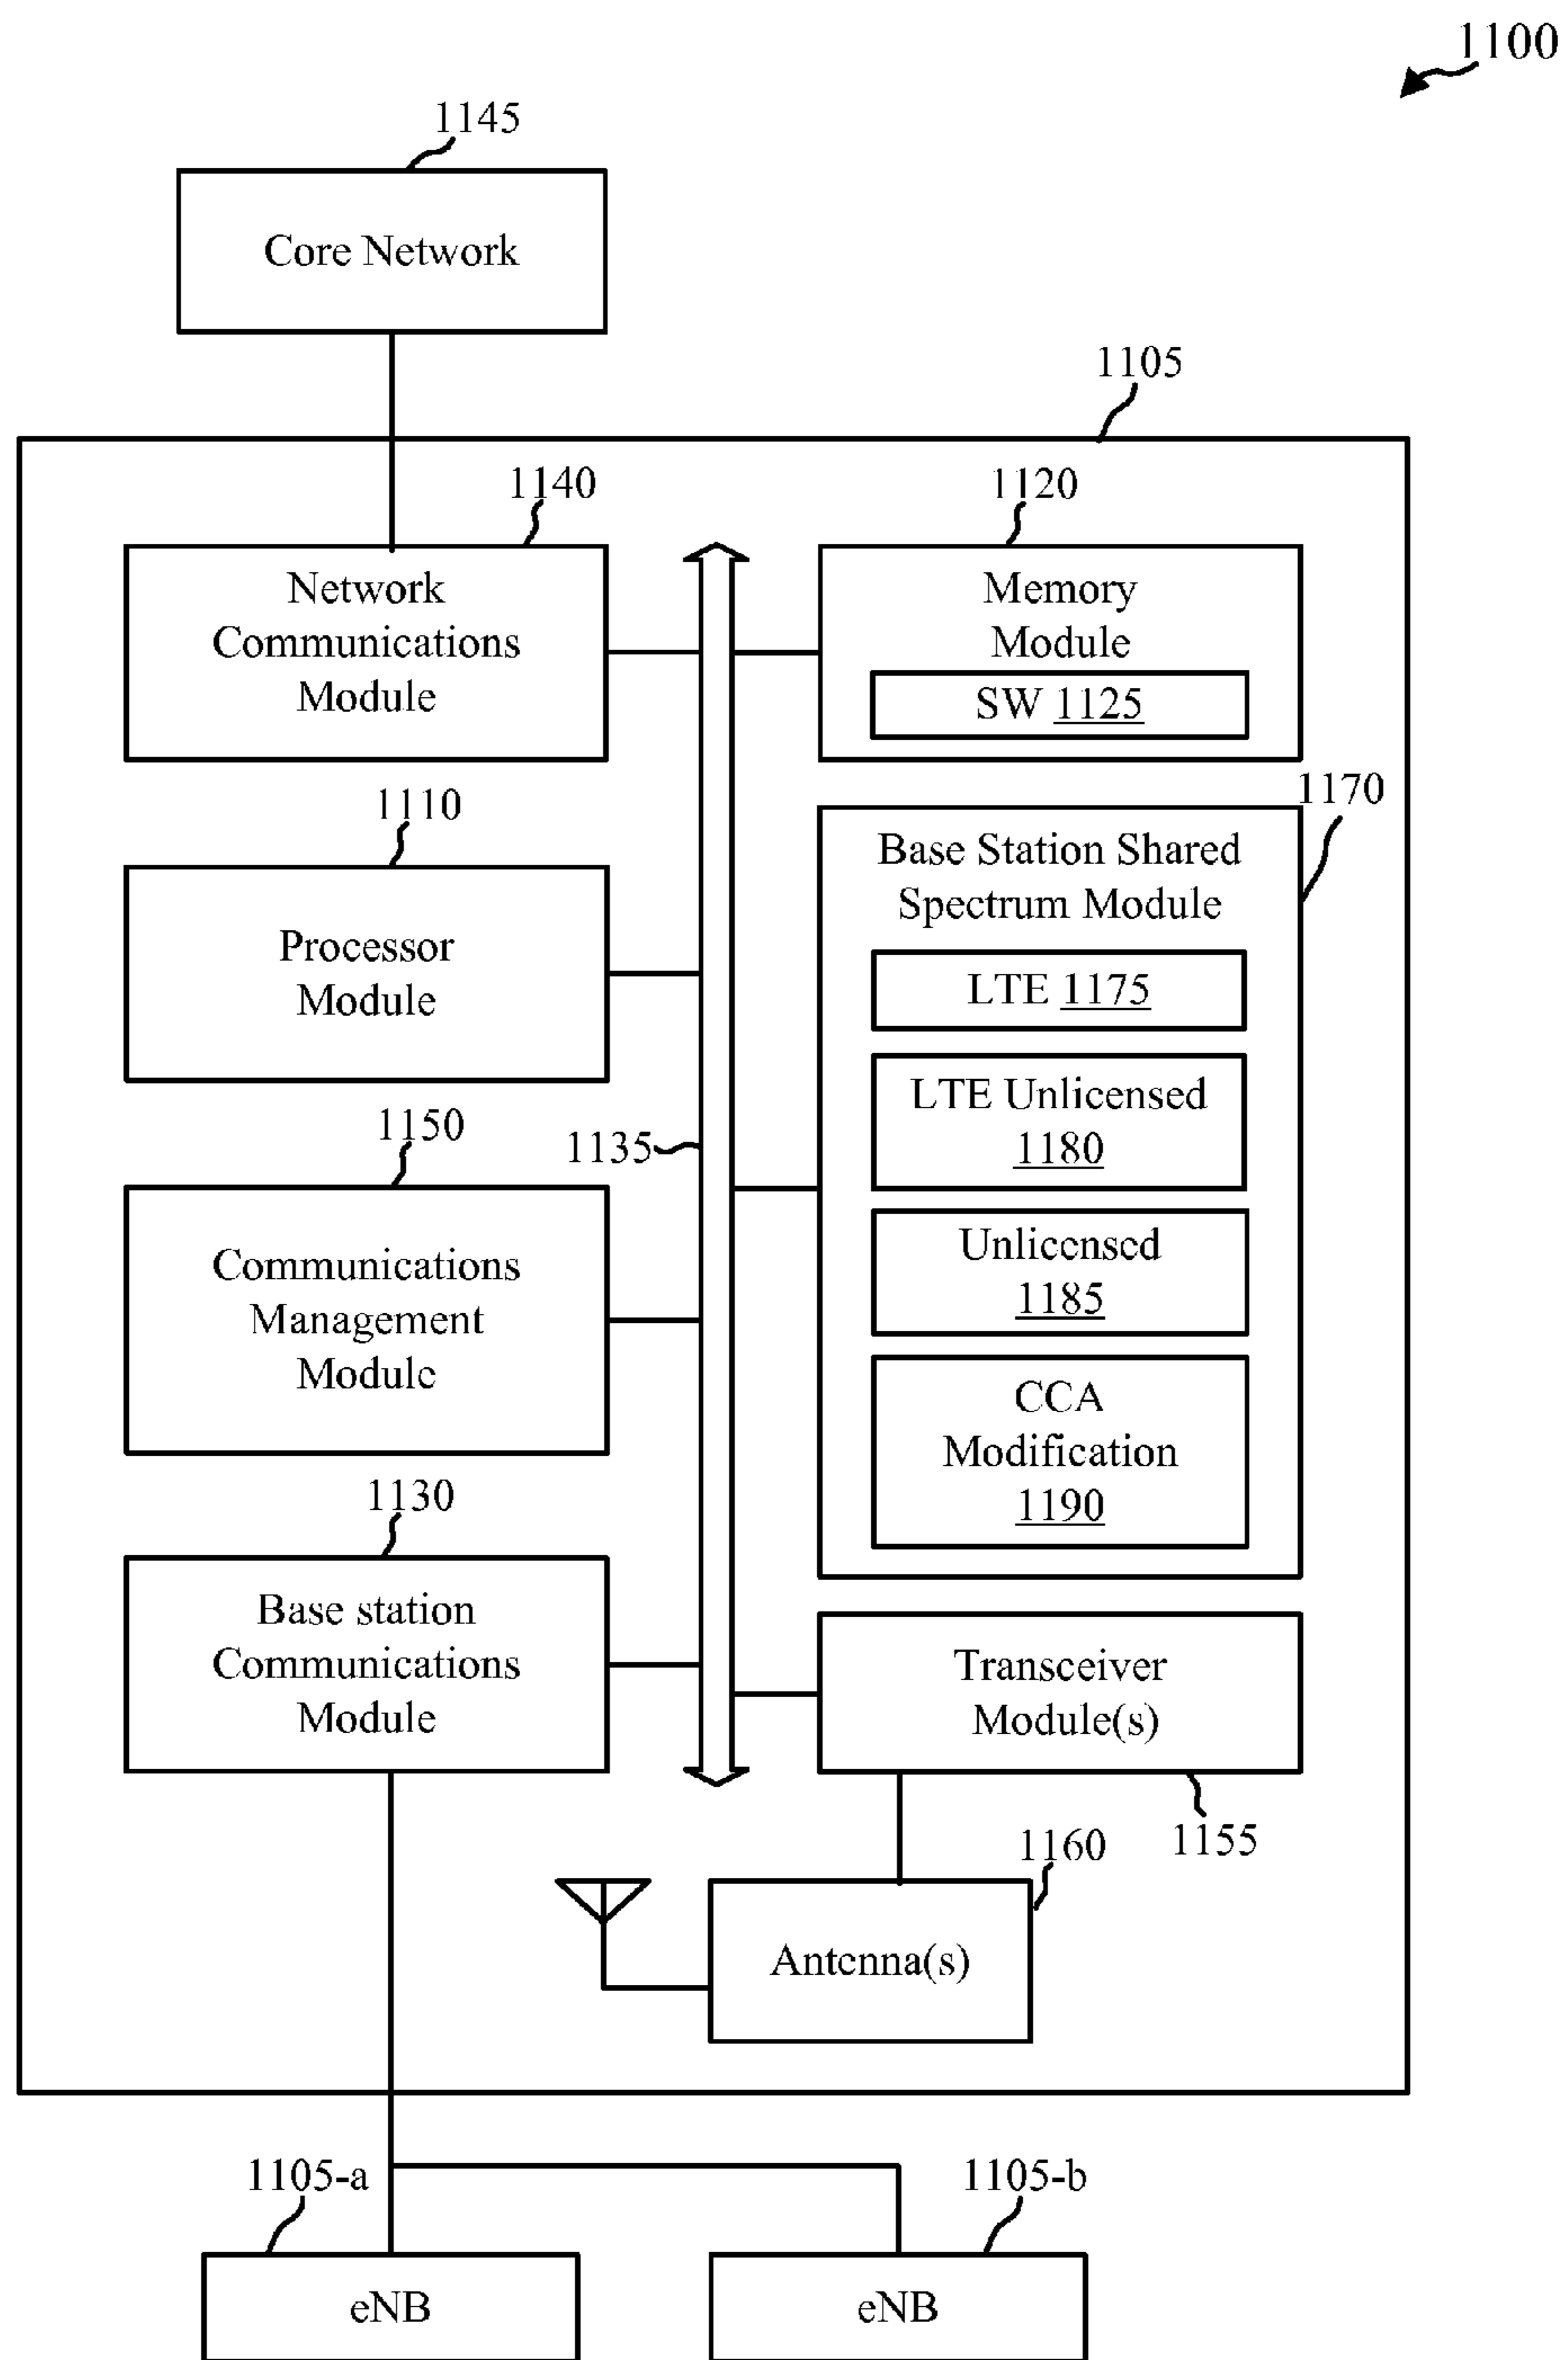 1100
1145
Core Network
1105
1140
Network
Communications
Module
1120
Memory
Module
SW 1125
1110
Processor
Module
1170
Base Station Shared
Spectrum Module
LTE 1175
LTE Unlicensed
1180
Unlicensed
1185
CCA
Modification
1190
1135
1150
Communications
Management
Module
1130
Base station
Communications
Module
Transceiver
Module(s)
1155
1160
Antenna(s)
1105-a
eNB
1105-b
eNB